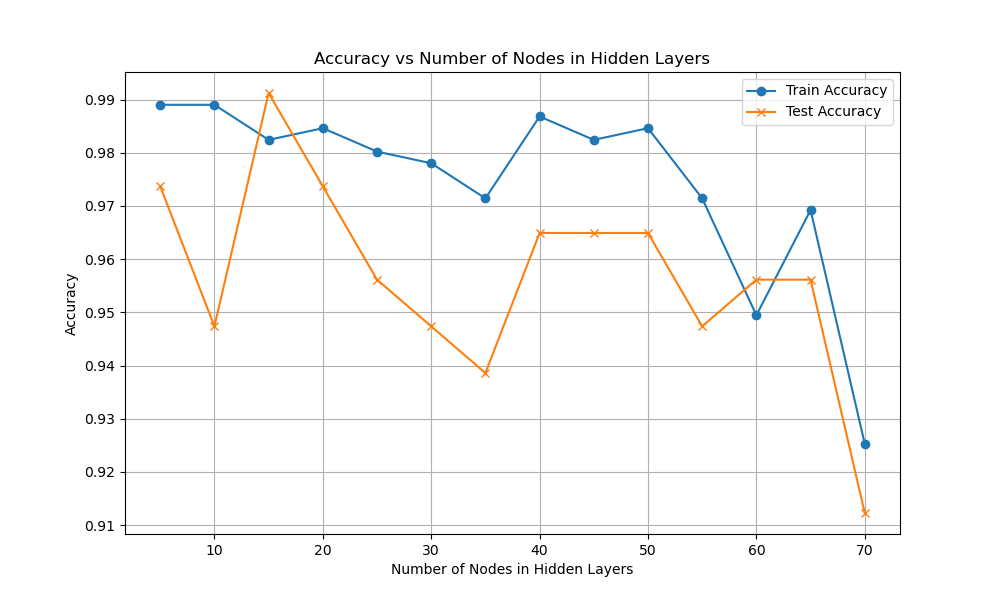 Accuracy vs Number of Nodes in Hidden Layers
Train Accuracy
Test Accuracy
0.99
0.98
0.97
0.96
0.95
0.94
0.93
0.92
0.91
Accuracy
10 20 30 40 50 60 70
Number of Nodes in Hidden Layers